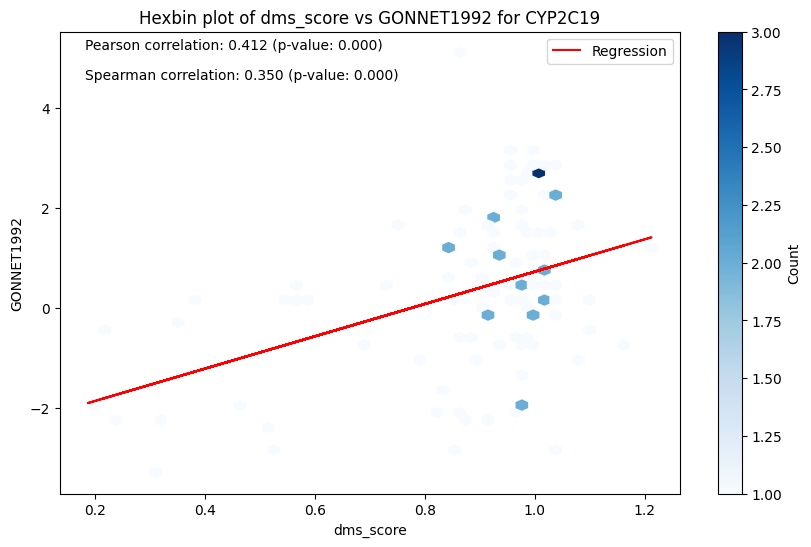 Hexbin plot of dms_score vs GONNET1992 for CYP2C19
Pearson correlation: 0.412 (p-value: 0.000)
Spearman correlation: 0.350 (p-value: 0.000)
Regression
GONNET1992
4
2
0
−2
0.2
0.4
0.6
0.8
1.0
1.2
dms_score
3.00
2.75
2.50
2.25
2.00
1.75
1.50
1.25
1.00
Count